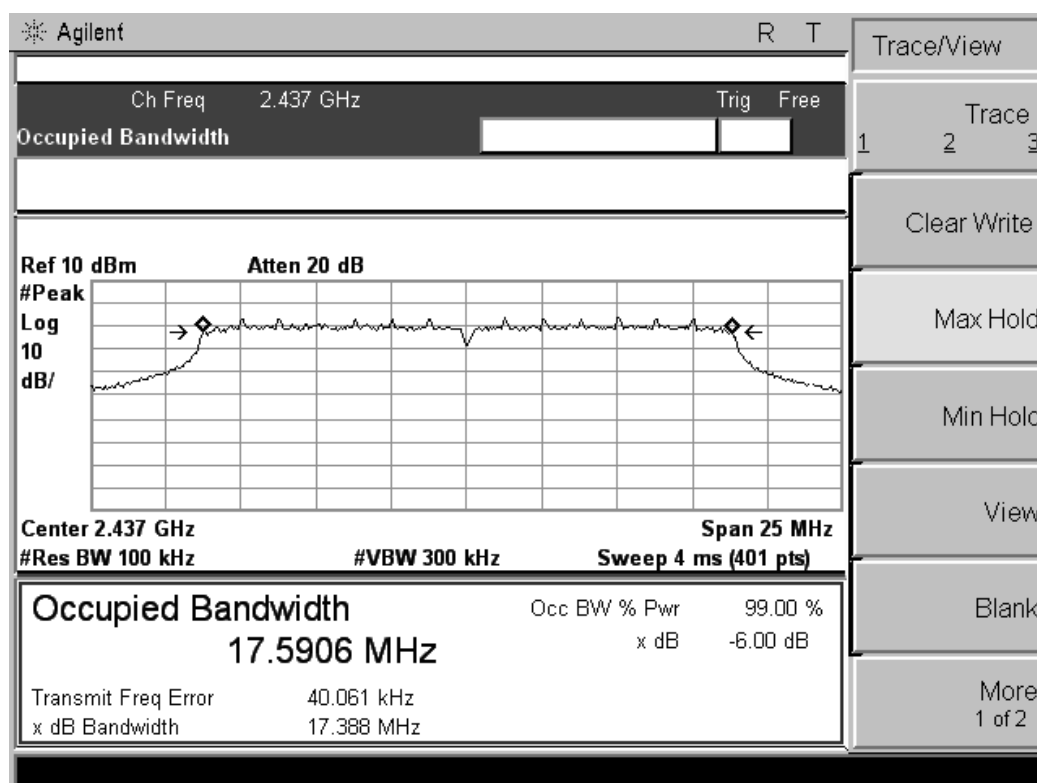 Agilent R T
Trace/View
Ch Freq 2.437 GHz Trig Free
Occupied Bandwidth
Trace
1 2 3
Clear Write
Ref 10 dBm Atten 20 dB
#Peak
Log
10
dB/
Max Hold
Min Hold
View
Center 2.437 GHz Span 25 MHz
#Res BW 100 kHz #VBW 300 kHz Sweep 4 ms (401 pts)
Occupied Bandwidth
17.5906 MHz
Occ BW % Pwr 99.00 %
x dB -6.00 dB
Transmit Freq Error 40.061 kHz
x dB Bandwidth 17.388 MHz
Blank
More
1 of 2